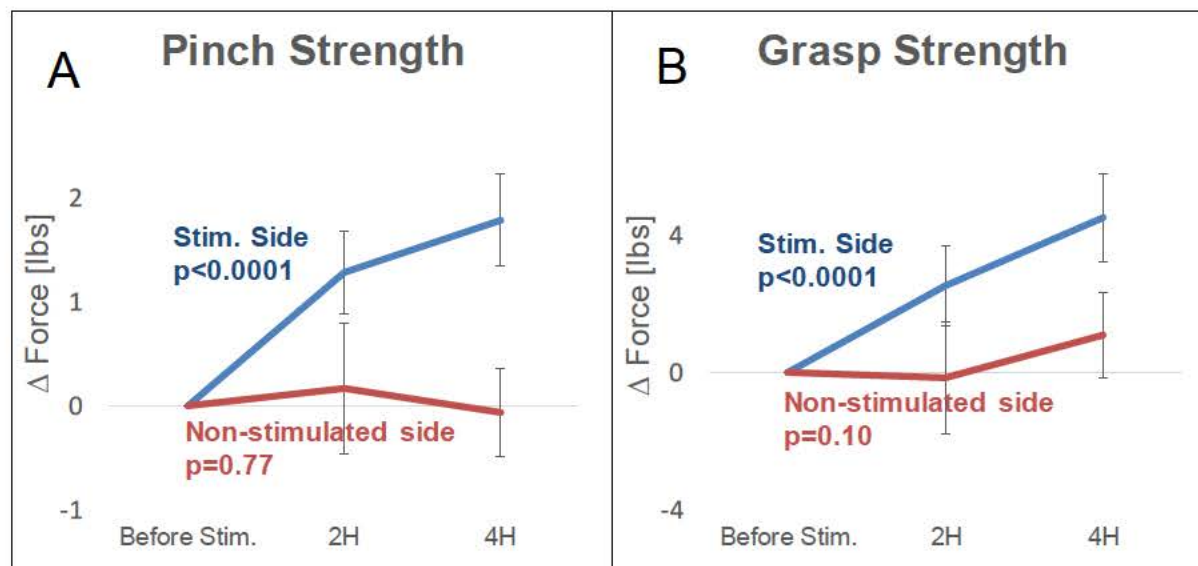 A
Pinch Strength
Δ Force [lbs]
2
1
0
-1
Stim. Side
p<0.0001
Non-stimulated side
p=0.77
Before Stim.
2H
4H
B
Grasp Strength
Δ Force [lbs]
4
0
-4
Stim. Side
p<0.0001
Non-stimulated side
p=0.10
Before Stim.
2H
4H